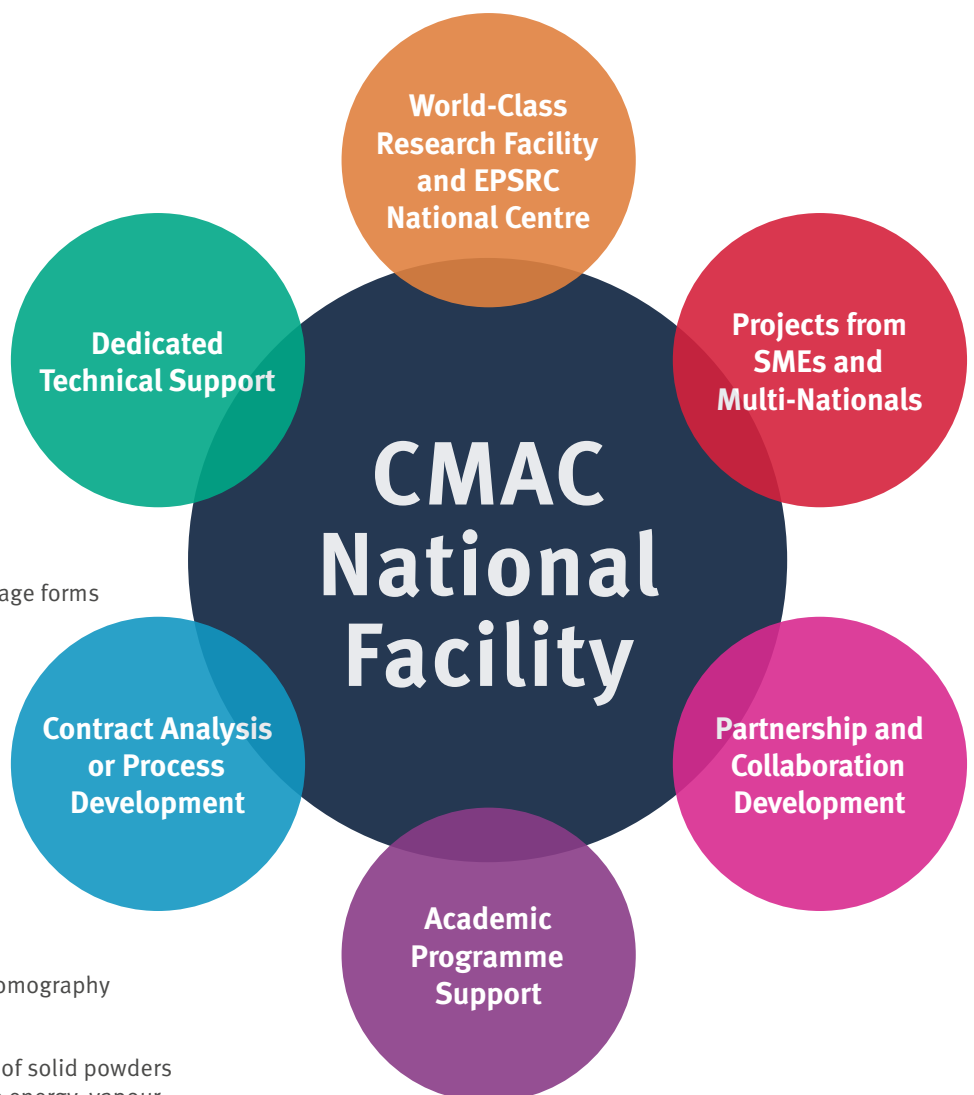 World-Class
Research Facility
and EPSRC
National Centre
Dedicated
Technical Support
Projects from
SMEs and
Multi-Nationals
CMAC
National
Facility
age forms
Contract Analysis
or Process
Development
Partnership and
Collaboration
Development
Academic
Programme
Support
omography
of solid powders
energy, vapour